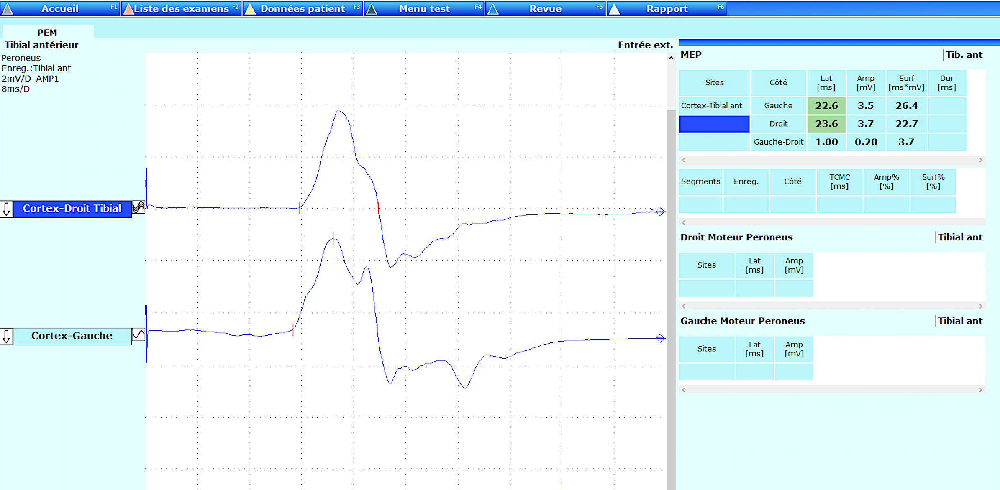 Accueil F1 Liste des examens F2 Données patient F3 Menu test F4 Revue F5 Rapport F6
PEM
Tibial antérieur Entrée ext.
Peroneus
Enreg.:Tibial ant
2mV/D AMP1
8ms/D
Cortex-Droit Tibial
Cortex-Gauche
MEP Tib. ant
Sites Côté Lat [ms] Amp [mV] Surf [ms*mV] Dur [ms]
Cortex-Tibial ant Gauche 22.6 3.5 26.4
Droit 23.6 3.7 22.7
Gauche-Droit 1.00 0.20 3.7
Segments Enreg. Côté TCMC [ms] Amp% [%] Surf% [%]
Droit Moteur Peroneus Tibial ant
Sites Lat [ms] Amp [mV]
Gauche Moteur Peroneus Tibial ant
Sites Lat [ms] Amp [mV]